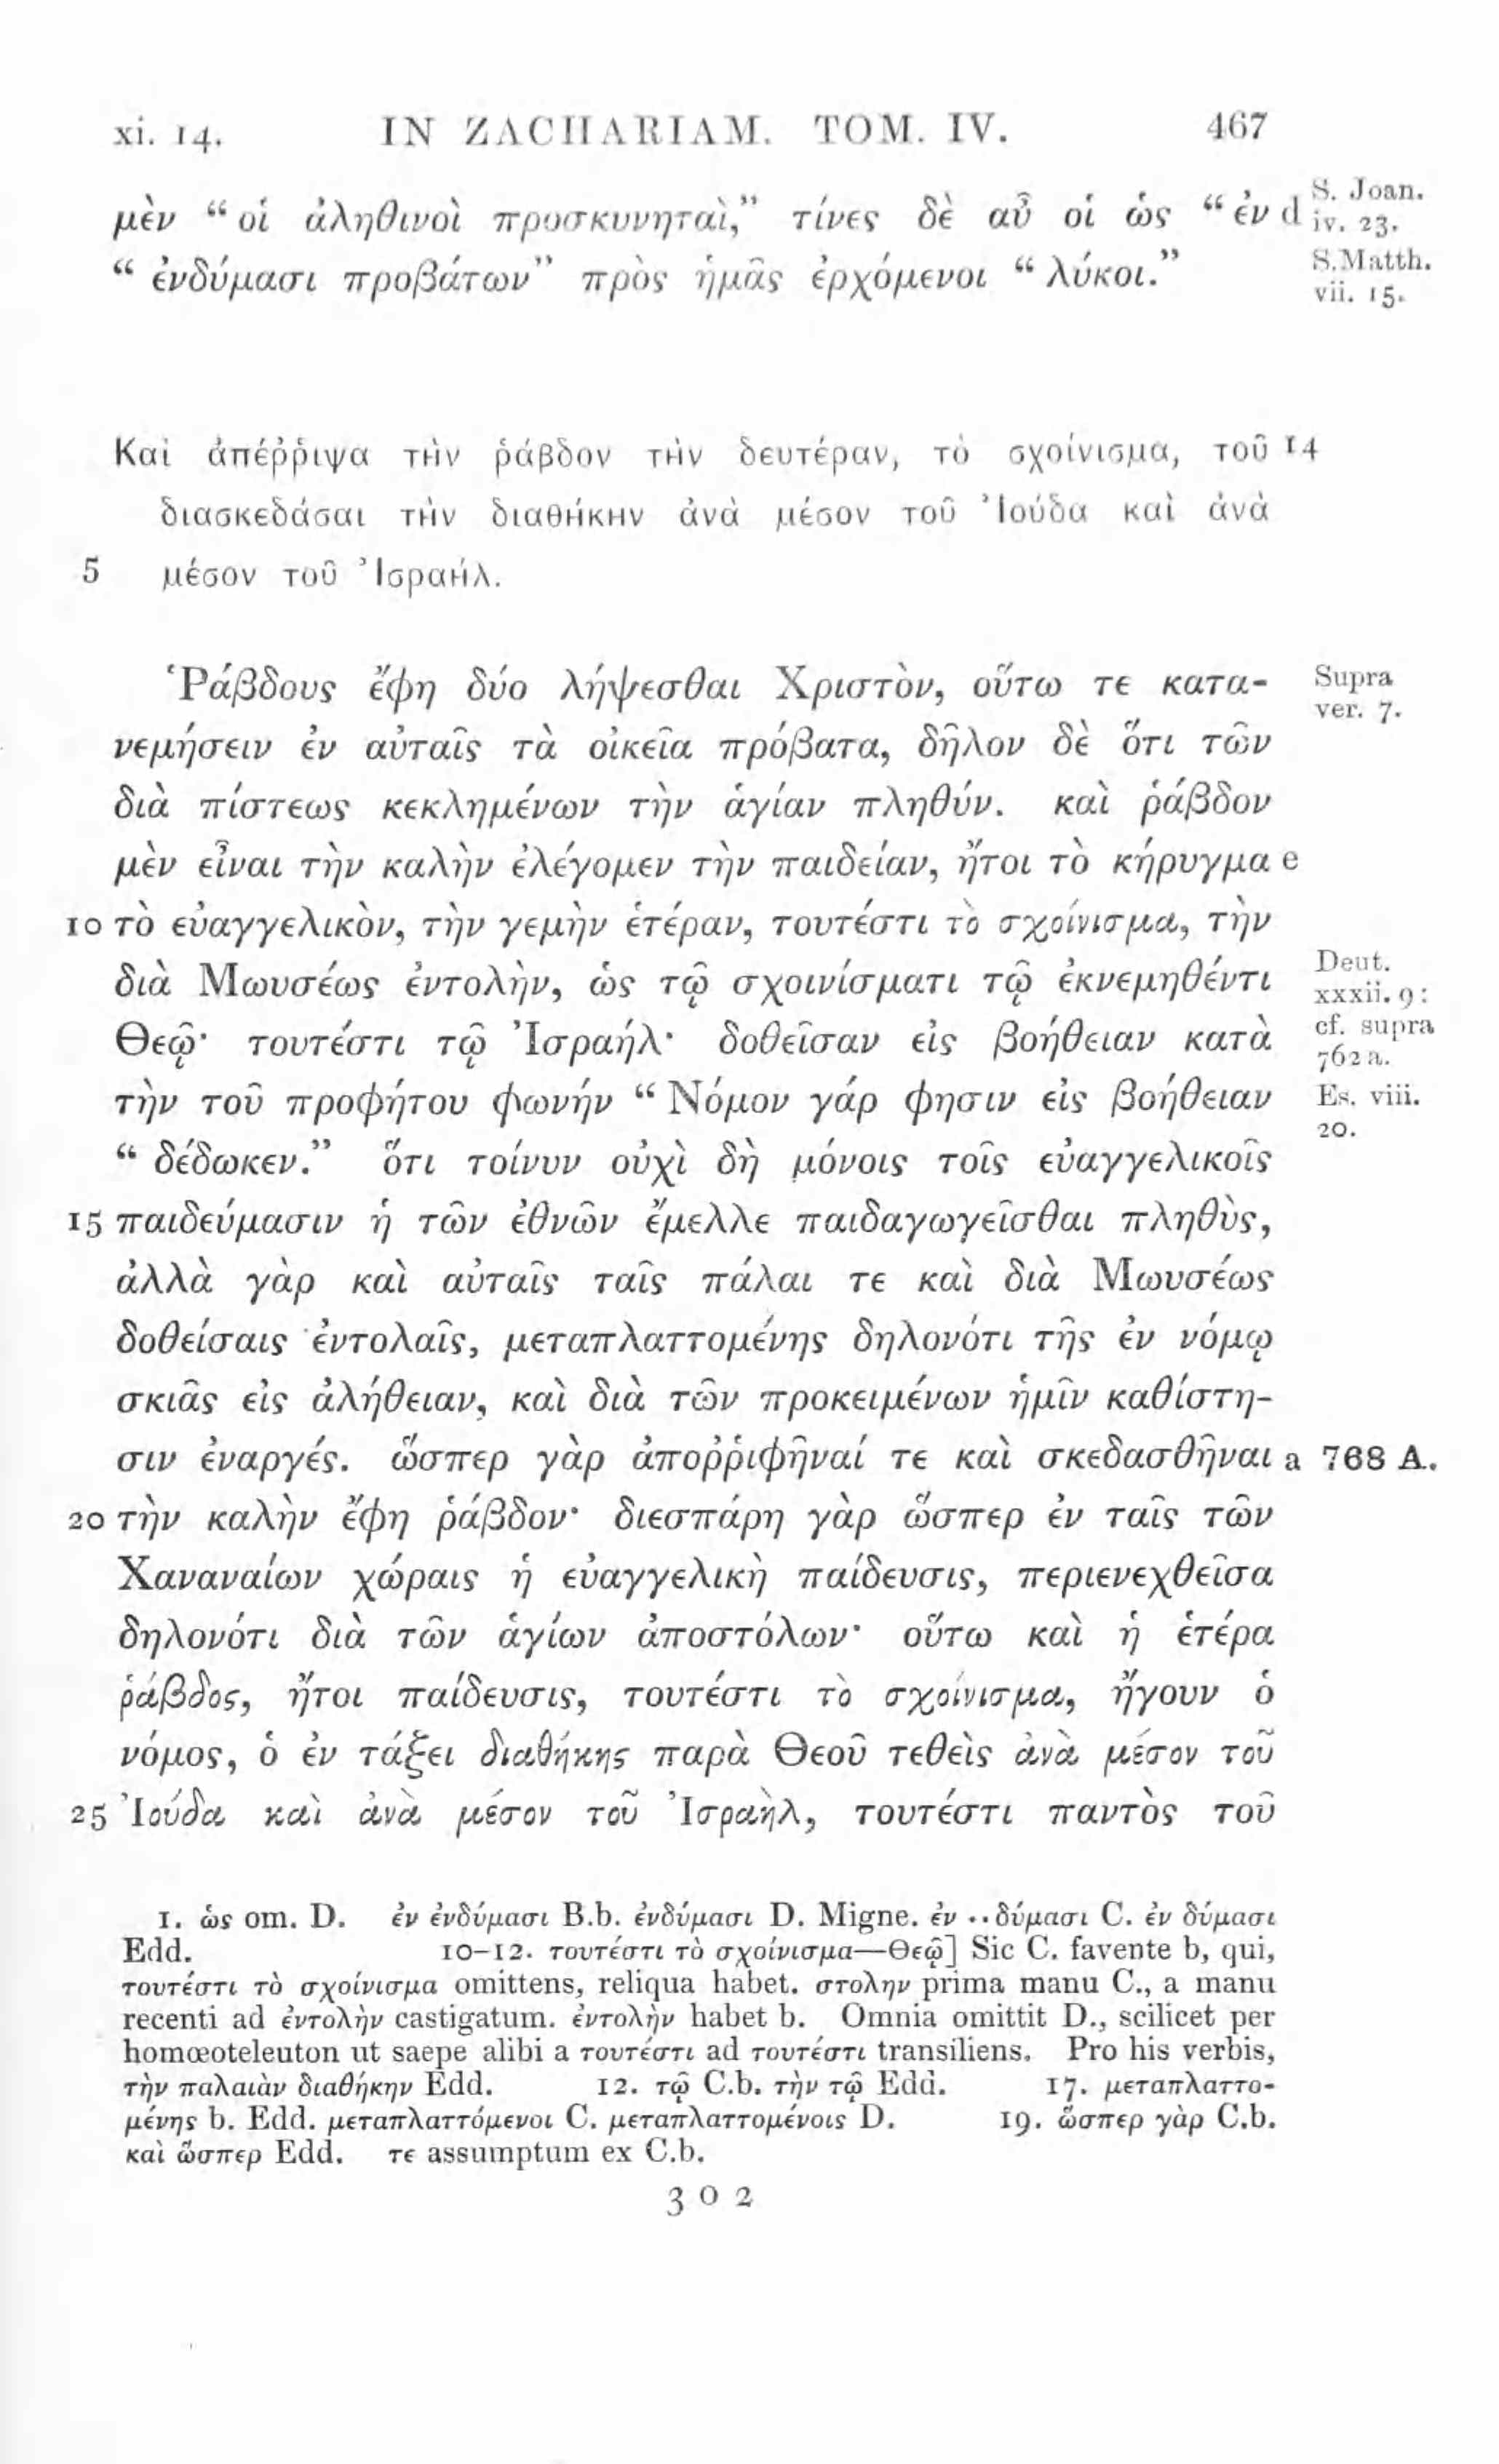 xi. 14. IN ZACHARIAM. TOM. IV. 467
μὲν “ οἱ ἀληθινοὶ προσκυνηταὶ,” τίνες δὲ αὖ οἱ ὡς “ ἐν d S. Joan. iv. 23.
“ ἐνδύμασι προβάτων” πρὸς ἡμᾶς ἐρχόμενοι “ λύκοι.” S.Matth. vii. 15.
Καὶ ἀπέῤῥιψα τὴν ῥάβδον τὴν δευτέραν, τὸ σχοίνισμα, τοῦ 14
διασκεδάσαι τὴν διαθήκην ἀνὰ μέσον τοῦ Ἰούδα καὶ ἀνὰ
5 μέσον τοῦ Ἰσραήλ.
Ῥάβδους ἔφη δύο λήψεσθαι Χριστὸν, οὕτω τε κατα- Supra ver. 7.
νεμήσειν ἐν αὐταῖς τὰ οἰκεῖα πρόβατα, δῆλον δὲ ὅτι τῶν
διὰ πίστεως κεκλημένων τὴν ἁγίαν πληθύν. καὶ ῥάβδον
μὲν εἶναι τὴν καλὴν ἐλέγομεν τὴν παιδείαν, ἤτοι τὸ κήρυγμα e
10 τὸ εὐαγγελικὸν, τὴν γεμὴν ἑτέραν, τουτέστι τὸ σχοίνισμα, τὴν
διὰ Μωυσέως ἐντολὴν, ὡς τῷ σχοινίσματι τῷ ἐκνεμηθέντι Deut. xxxii. 9 :
Θεῷ· τουτέστι τῷ Ἰσραήλ· δοθεῖσαν εἰς βοήθειαν κατὰ cf. supra 762 a.
τὴν τοῦ προφήτου φωνήν “ Νόμον γάρ φησιν εἰς βοήθειαν Es. viii. 20.
“ δέδωκεν.” ὅτι τοίνυν οὐχὶ δὴ μόνοις τοῖς εὐαγγελικοῖς
15 παιδεύμασιν ἡ τῶν ἐθνῶν ἔμελλε παιδαγωγεῖσθαι πληθὺς,
ἀλλὰ γὰρ καὶ αὐταῖς ταῖς πάλαι τε καὶ διὰ Μωυσέως
δοθείσαις ἐντολαῖς, μεταπλαττομένης δηλονότι τῆς ἐν νόμῳ
σκιᾶς εἰς ἀλήθειαν, καὶ διὰ τῶν προκειμένων ἡμῖν καθίστη-
σιν ἐναργές. ὥσπερ γὰρ ἀποῤῥιφῆναί τε καὶ σκεδασθῆναι a 768 A.
20 τὴν καλὴν ἔφη ῥάβδον· διεσπάρη γὰρ ὥσπερ ἐν ταῖς τῶν
Χαναναίων χώραις ἡ εὐαγγελικὴ παίδευσις, περιενεχθεῖσα
δηλονότι διὰ τῶν ἁγίων ἀποστόλων· οὕτω καὶ ἡ ἑτέρα
ῥάβδος, ἤτοι παίδευσις, τουτέστι τὸ σχοίνισμα, ἤγουν ὁ
νόμος, ὁ ἐν τάξει διαθήκης παρὰ Θεοῦ τεθεὶς ἀνὰ μέσον τοῦ
25 Ἰούδα καὶ ἀνὰ μέσον τοῦ Ἰσραὴλ, τουτέστι παντὸς τοῦ
1. ὡς om. D. ἐν ἐνδύμασι B.b. ἐνδύμασι D. Migne. ἐν ··δύμασι C. ἐν δύμασι
Edd. 10–12. τουτέστι τὸ σχοίνισμα—Θεῷ] Sic C. favente b, qui,
τουτέστι τὸ σχοίνισμα omittens, reliqua habet. στολην prima manu C., a manu
recenti ad ἐντολὴν castigatum. ἐντολὴν habet b. Omnia omittit D., scilicet per
homœoteleuton ut saepe alibi a τουτέστι ad τουτέστι transiliens. Pro his verbis,
τὴν παλαιὰν διαθήκην Edd. 12. τῷ C.b. τὴν τῷ Edd. 17. μεταπλαττο-
μένης b. Edd. μεταπλαττόμενοι C. μεταπλαττομένοις D. 19. ὥσπερ γὰρ C.b.
καὶ ὥσπερ Edd. τε assumptum ex C.b.
3 O 2